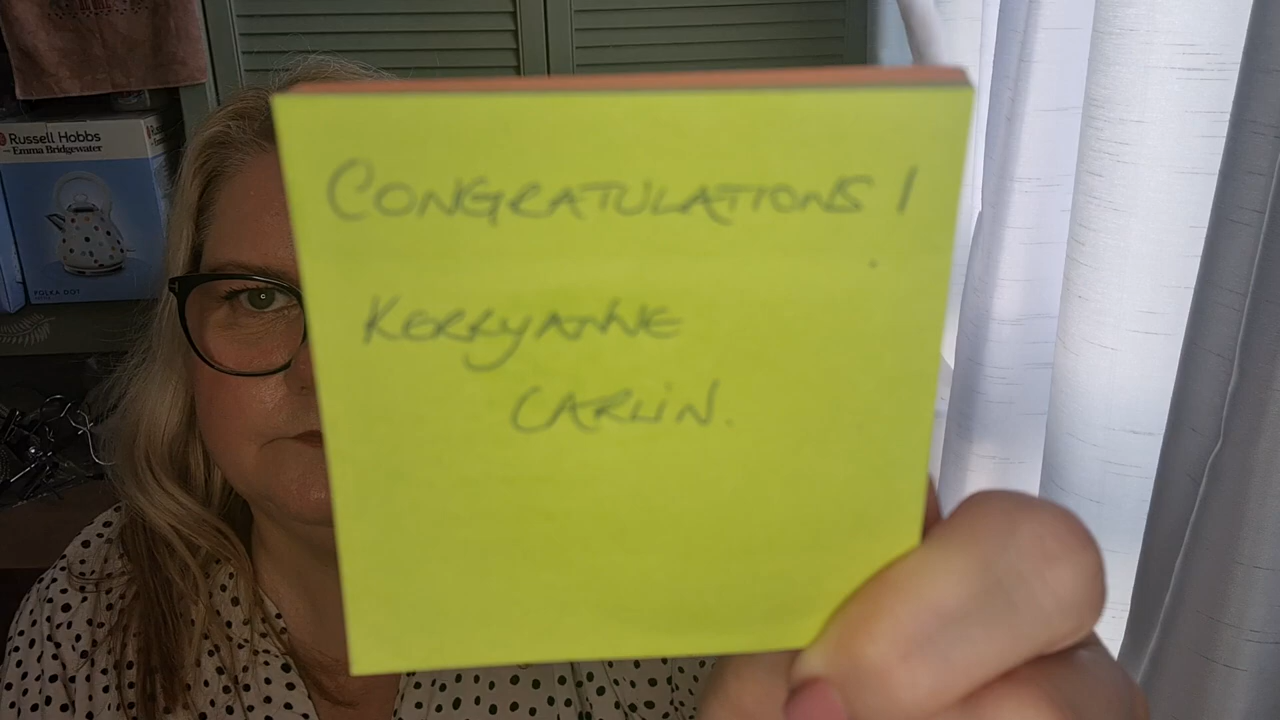 Russell Hobbs
Emma Bridgewater
POLKA DOT
CONGRATULATIONS!
KERRYANNE
CARLIN.